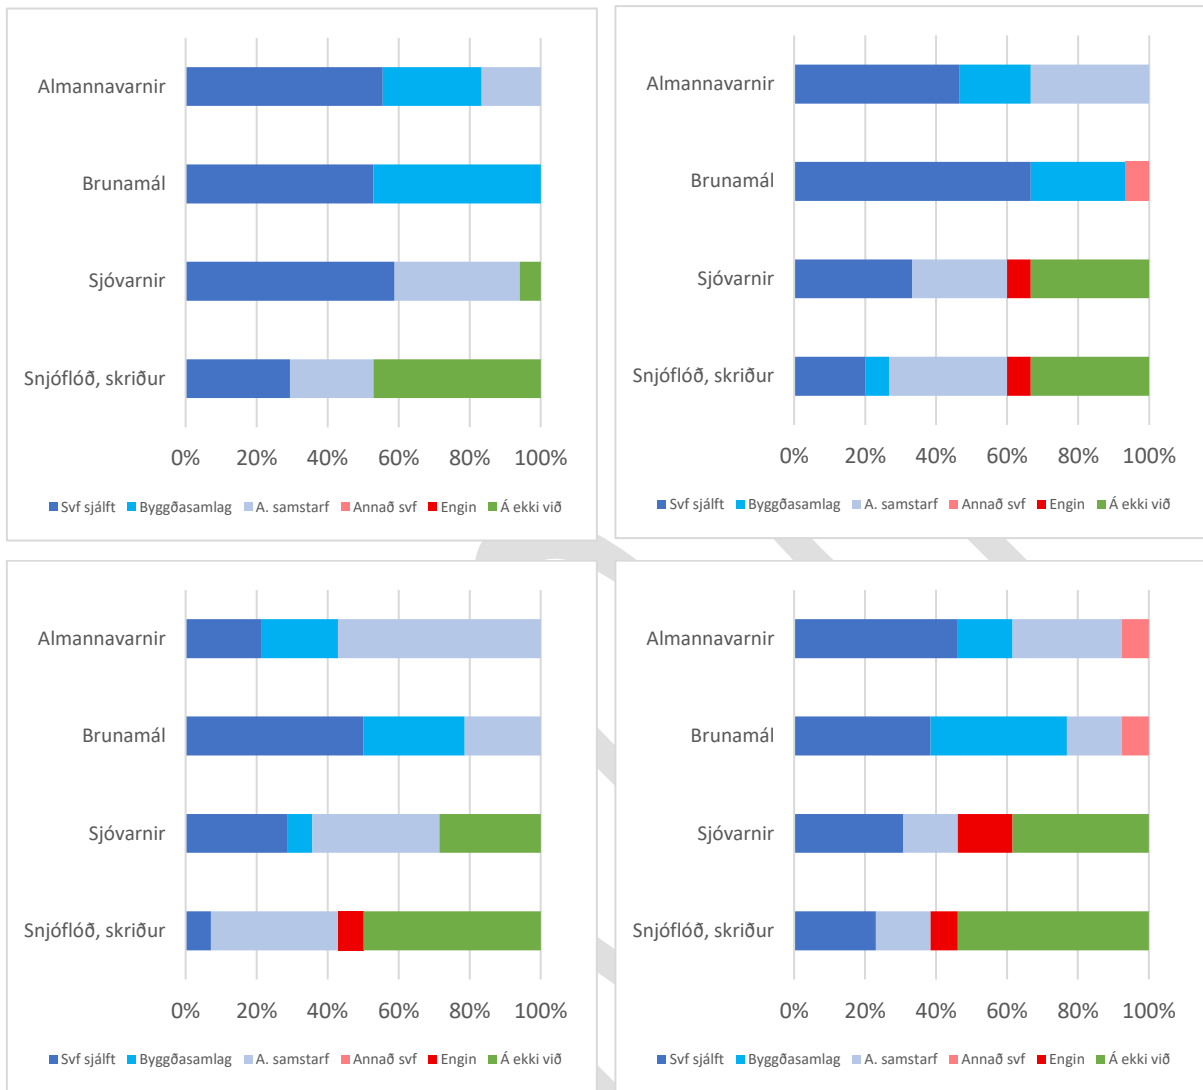 Almannavarnir
Brunamál
Sjóvarnir
Snjóflóð, skriður
0% 20% 40% 60% 80% 100%
Svf sjálft Byggðasamlag A. samstarf Annað svf Engin Á ekki við
Almannavarnir
Brunamál
Sjóvarnir
Snjóflóð, skriður
0% 20% 40% 60% 80% 100%
Svf sjálft Byggðasamlag A. samstarf Annað svf Engin Á ekki við
Almannavarnir
Brunamál
Sjóvarnir
Snjóflóð, skriður
0% 20% 40% 60% 80% 100%
Svf sjálft Byggðasamlag A. samstarf Annað svf Engin Á ekki við
Almannavarnir
Brunamál
Sjóvarnir
Snjóflóð, skriður
0% 20% 40% 60% 80% 100%
Svf sjálft Byggðasamlag A. samstarf Annað svf Engin Á ekki við